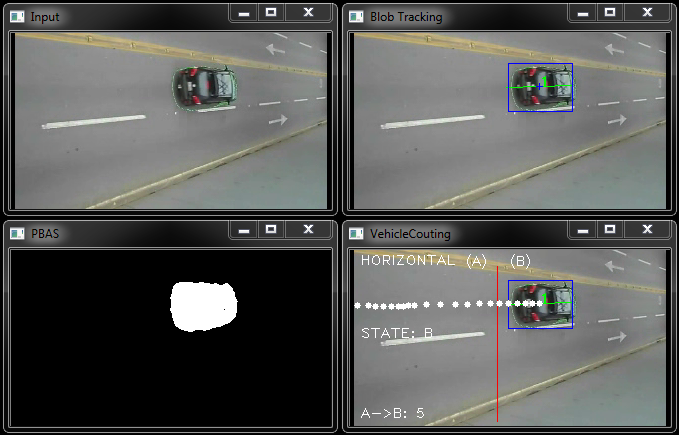 Input
Blob Tracking
PBAS
VehicleCouting
HORIZONTAL (A) (B)
STATE: B
A->B: 5